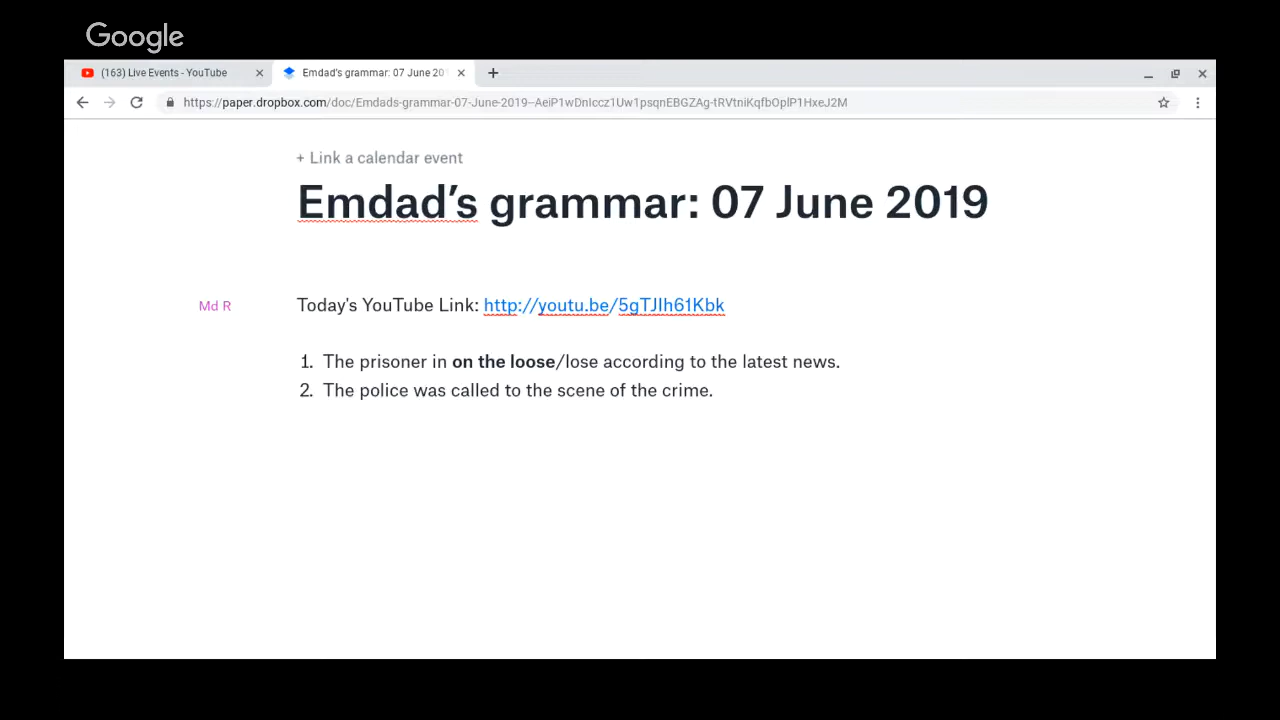 Google
(163) Live Events - YouTube
Emdad's grammar: 07 June 20
https://paper.dropbox.com/doc/Emdads-grammar-07-June-2019--AeiP1wDnIccz1Uw1psqnEBGZAg-tRVtniKqfbOplP1HxeJ2M
+ Link a calendar event
Emdad's grammar: 07 June 2019
Md R
Today's YouTube Link: http://youtu.be/5gTJIh61Kbk
1. The prisoner in on the loose/lose according to the latest news.
2. The police was called to the scene of the crime.